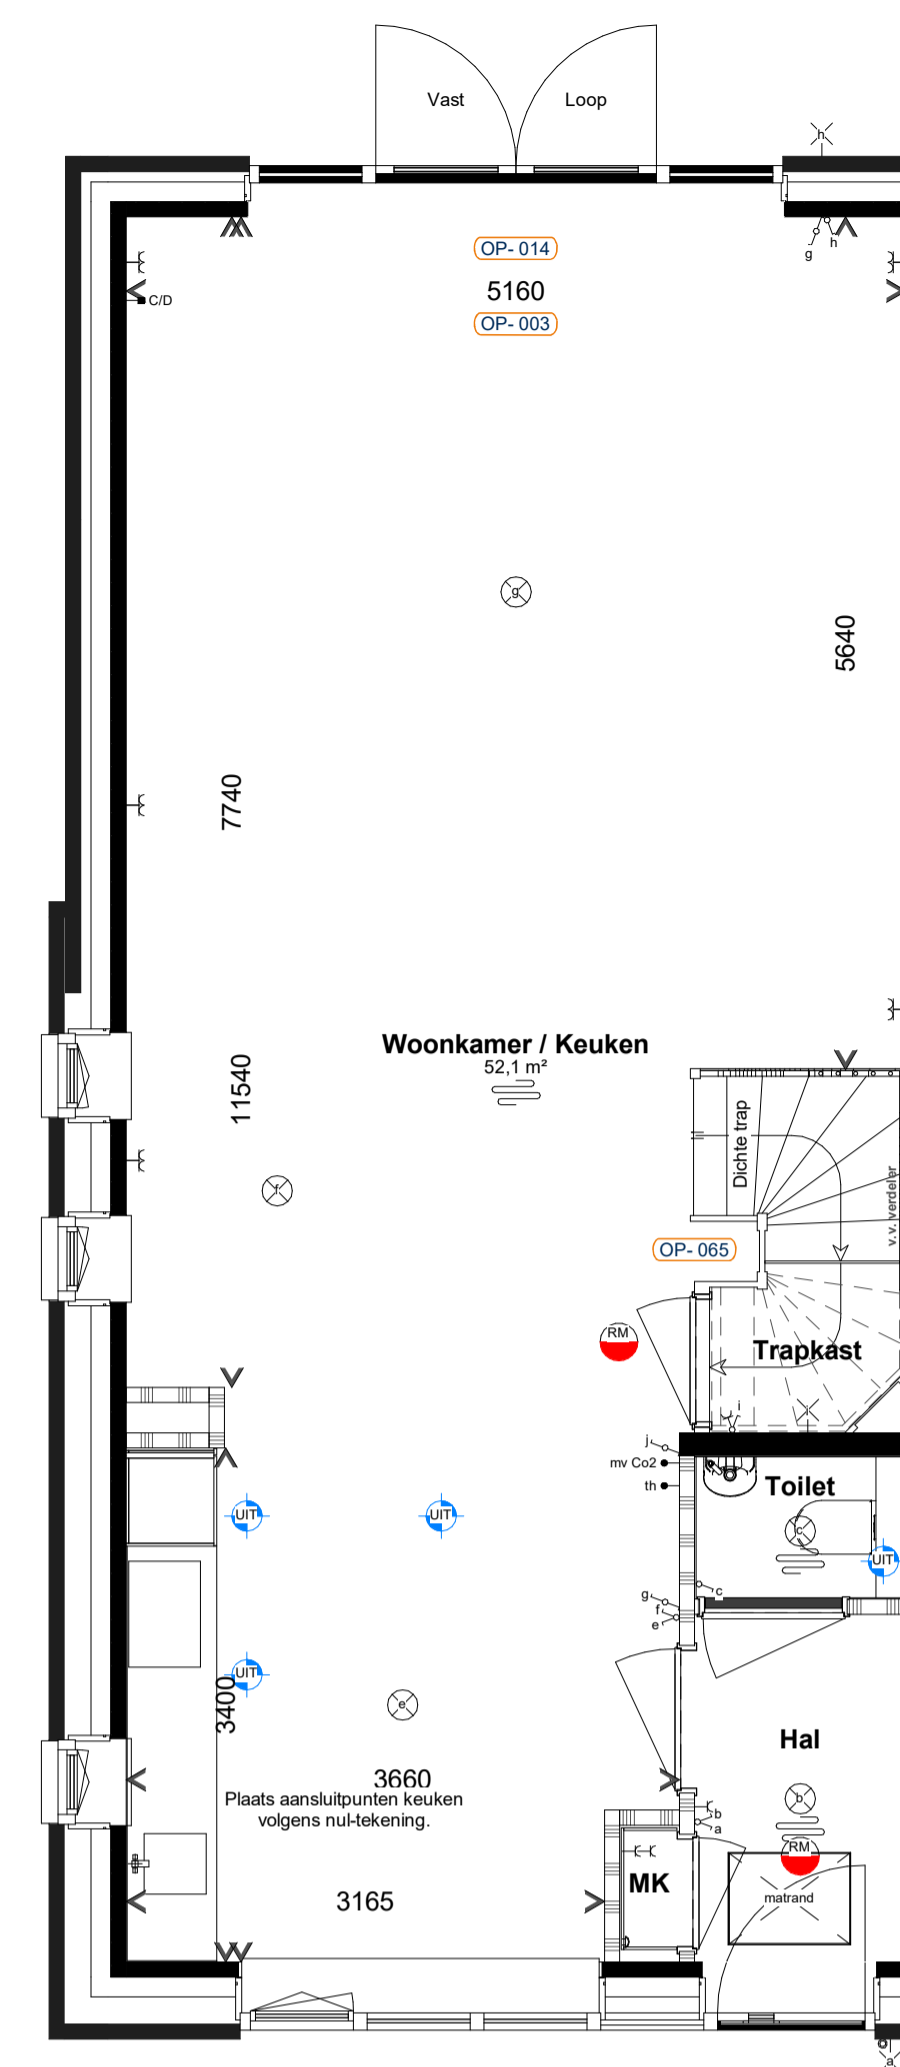 Vast
Loop
h
OP- 014
g
h
5160
C/D
OP- 003
g
5640
7740
Woonkamer / Keuken
52,1 m²
11540
Dichte trap
v.v. verdeler
f
OP- 065
RM
Trapkast
i
i
j
mv Co2
th
Toilet
UIT
UIT
c
UIT
c
g
f
e
UIT
3400
e
Hal
3660
Plaats aansluitpunten keuken
volgens nul-tekening.
b
b
a
RM
MK
matrand
3165
a